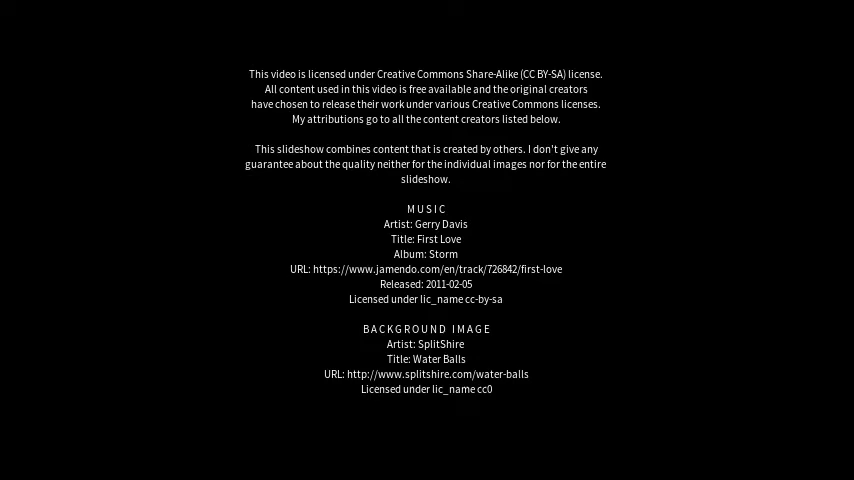 This video is licensed under Creative Commons Share-Alike (CC BY-SA) license.
All content used in this video is free available and the original creators
have chosen to release their work under various Creative Commons licenses.
My attributions go to all the content creators listed below.
This slideshow combines content that is created by others. I don't give any
guarantee about the quality neither for the individual images nor for the entire
slideshow.
MUSIC
Artist: Gerry Davis
Title: First Love
Album: Storm
URL: https://www.jamendo.com/en/track/726842/first-love
Released: 2011-02-05
Licensed under lic_name cc-by-sa
BACKGROUND IMAGE
Artist: SplitShire
Title: Water Balls
URL: http://www.splitshire.com/water-balls
Licensed under lic_name cc0